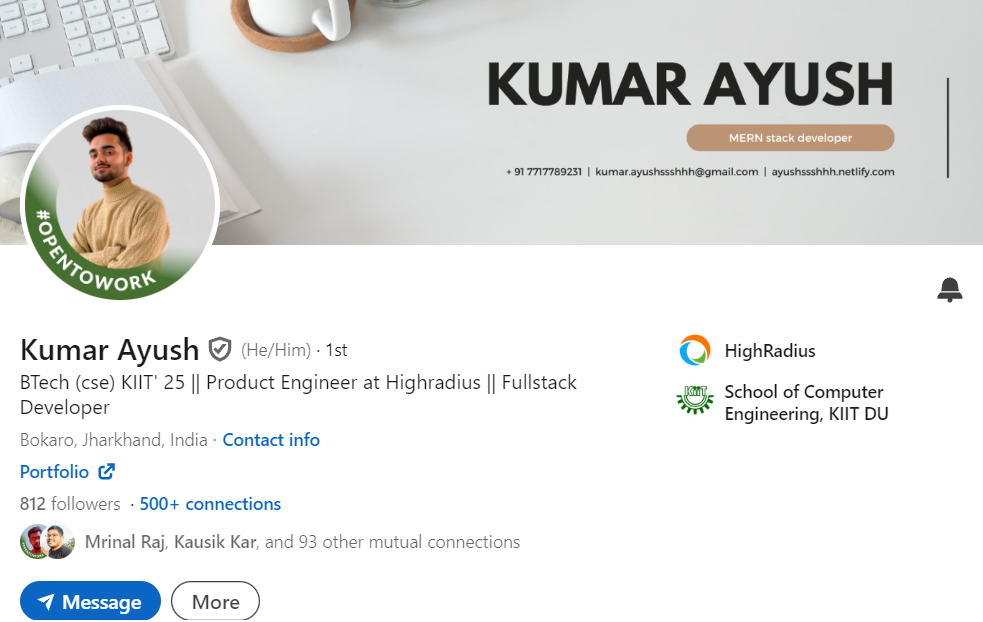 KUMAR AYUSH
MERN stack developer
+ 91 7717789231 | kumar.ayushssshhh@gmail.com | ayushssshhh.netlify.com
#OPENTOWORK
Kumar Ayush (He/Him) · 1st
BTech (cse) KIIT' 25 || Product Engineer at Highradius || Fullstack
Developer
Bokaro, Jharkhand, India · Contact info
Portfolio
812 followers · 500+ connections
Mrinal Raj, Kausik Kar, and 93 other mutual connections
Message
More
HighRadius
KIIT
School of Computer
Engineering, KIIT DU